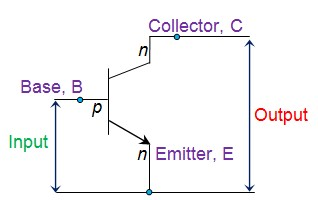 Collector, C
n
Base, B
p
Output
Input
n Emitter, E